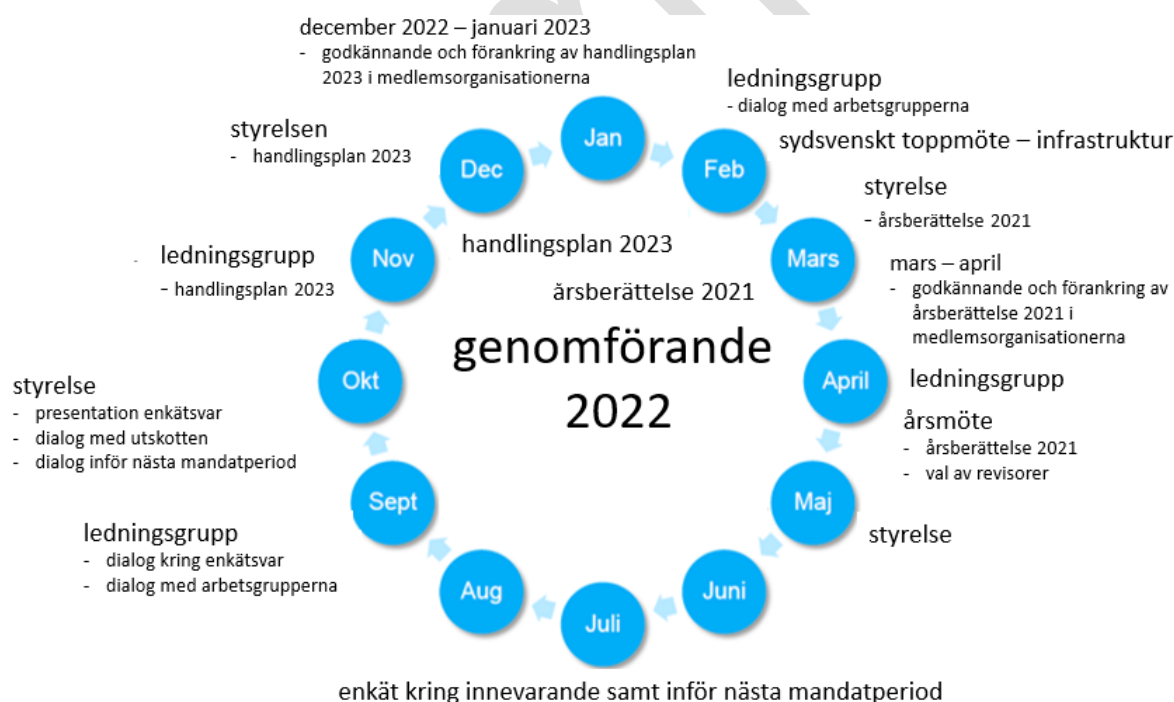 december 2022 – januari 2023
- godkännande och förankring av handlingsplan
2023 i medlemsorganisationerna
ledningsgrupp
- dialog med arbetsgrupperna
styrelsen
- handlingsplan 2023
sydsvenskt toppmöte – infrastruktur
Jan
Dec
Feb
styrelse
- årsberättelse 2021
ledningsgrupp
- handlingsplan 2023
Nov
handlingsplan 2023
Mars
mars – april
- godkännande och förankring av
årsberättelse 2021 i
medlemsorganisationerna
årsberättelse 2021
genomförande
2022
Okt
April
ledningsgrupp
styrelse
- presentation enkätsvar
- dialog med utskotten
- dialog inför nästa mandatperiod
årsmöte
- årsberättelse 2021
- val av revisorer
Sept
Maj
ledningsgrupp
- dialog kring enkätsvar
- dialog med arbetsgrupperna
styrelse
Aug
Juni
Juli
enkät kring innevarande samt inför nästa mandatperiod